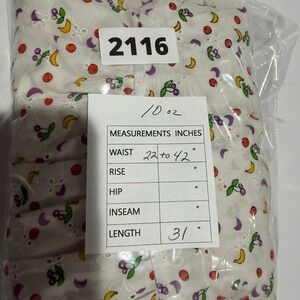 2116
10 oz
MEASUREMENTS INCHES
WAIST 22 to 42 "
RISE "
HIP "
INSEAM "
LENGTH 31 "